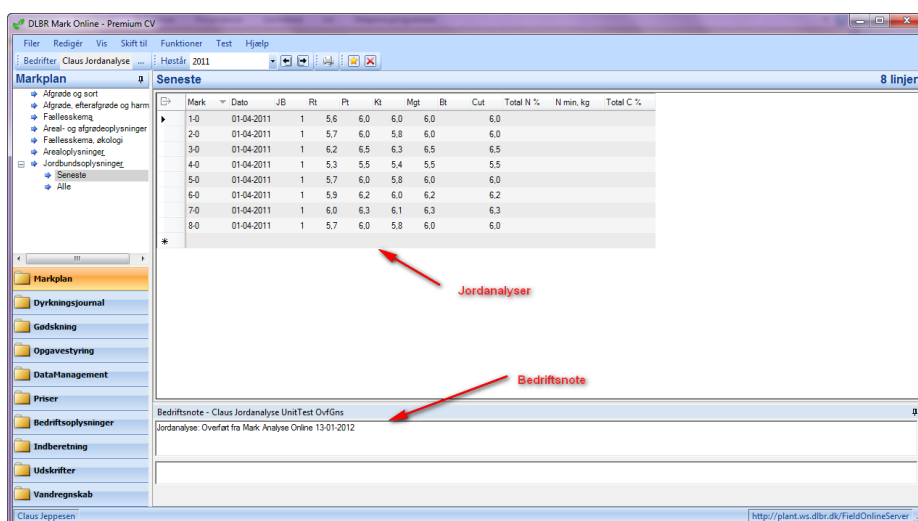 DLBR Mark Online - Premium CV
Filer Redigér Vis Skift til Funktioner Test Hjælp
Bedrifter Claus Jordanalyse ... Høstår 2011
Markplan
Afgrøde og sort
Afgrøde, efterafgrøde og harm
Fællesskema
Areal- og afgrødeoplysninger
Fællesskema, økologi
Arealoplysninger
Jordbundsoplysninger
Seneste
Alle
Markplan
Dyrkningsjournal
Gødskning
Opgavestyring
DataManagement
Priser
Bedriftsoplysninger
Indberetning
Udskrifter
Vandregnskab
Seneste 8 linjer
Mark Dato JB Rt Pt Kt Mgt Bt Cut Total N % N min, kg Total C %
1-0 01-04-2011 1 5,6 6,0 6,0 6,0 6,0
2-0 01-04-2011 1 5,7 6,0 5,8 6,0 6,0
3-0 01-04-2011 1 6,2 6,5 6,3 6,5 6,5
4-0 01-04-2011 1 5,3 5,5 5,4 5,5 5,5
5-0 01-04-2011 1 5,7 6,0 5,8 6,0 6,0
6-0 01-04-2011 1 5,9 6,2 6,0 6,2 6,2
7-0 01-04-2011 1 6,0 6,3 6,1 6,3 6,3
8-0 01-04-2011 1 5,7 6,0 5,8 6,0 6,0
Jordanalyser
Bedriftsnote
Bedriftsnote - Claus Jordanalyse UnitTest OvfGns
Jordanalyse: Overført fra Mark Analyse Online 13-01-2012
Claus Jeppesen http://plant.ws.dlbr.dk/FieldOnlineServer